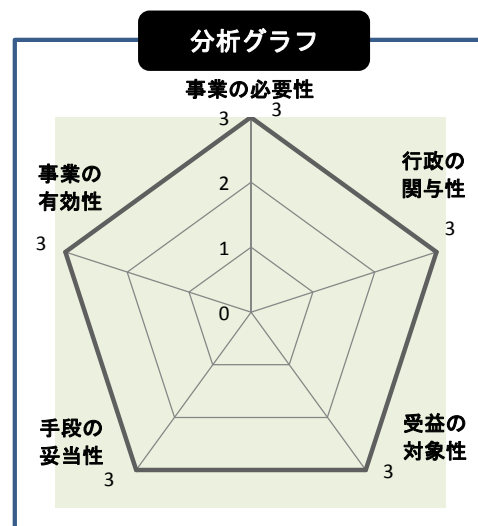 分析グラフ
事業の必要性
3
3
行政の
関与性
3
事業の
有効性
3
2
1
0
受益の
対象性
3
手段の
妥当性
3